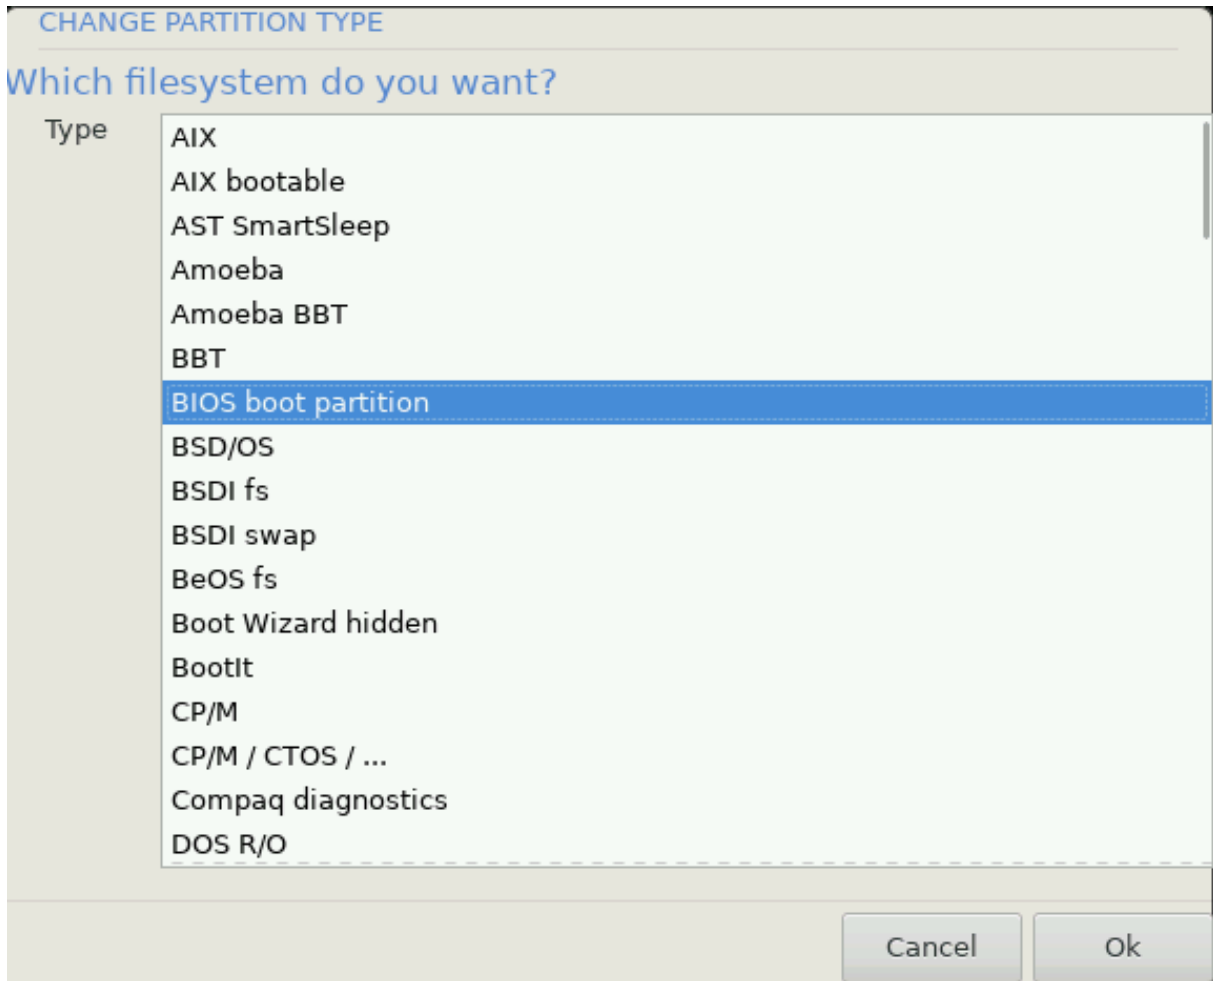 CHANGE PARTITION TYPE
Which filesystem do you want?
Type
AIX
AIX bootable
AST SmartSleep
Amoeba
Amoeba BBT
BBT
BIOS boot partition
BSD/OS
BSDI fs
BSDI swap
BeOS fs
Boot Wizard hidden
BootIt
CP/M
CP/M / CTOS / ...
Compaq diagnostics
DOS R/O
Cancel Ok